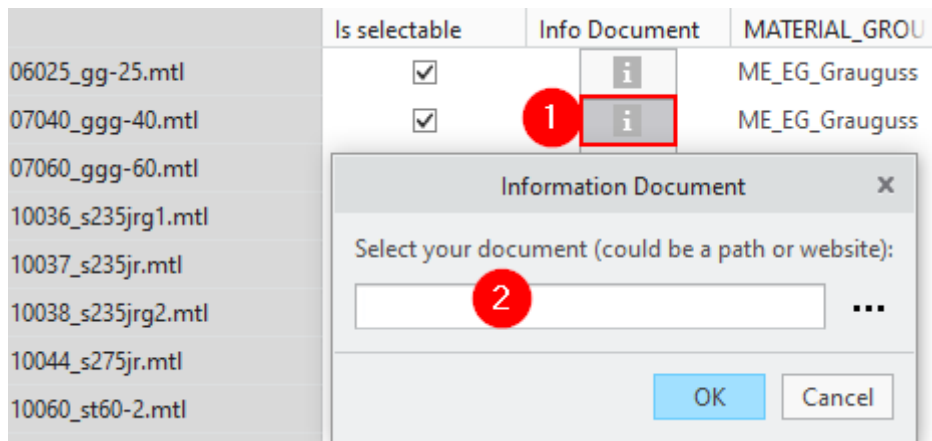 Is selectable Info Document MATERIAL_GROU
06025_gg-25.mtl i ME_EG_Grauguss
07040_ggg-40.mtl 1 i ME_EG_Grauguss
07060_ggg-60.mtl
Information Document x
10036_s235jrg1.mtl
Select your document (could be a path or website):
10037_s235jr.mtl
10038_s235jrg2.mtl 2 ...
10044_s275jr.mtl
10060_st60-2.mtl OK Cancel